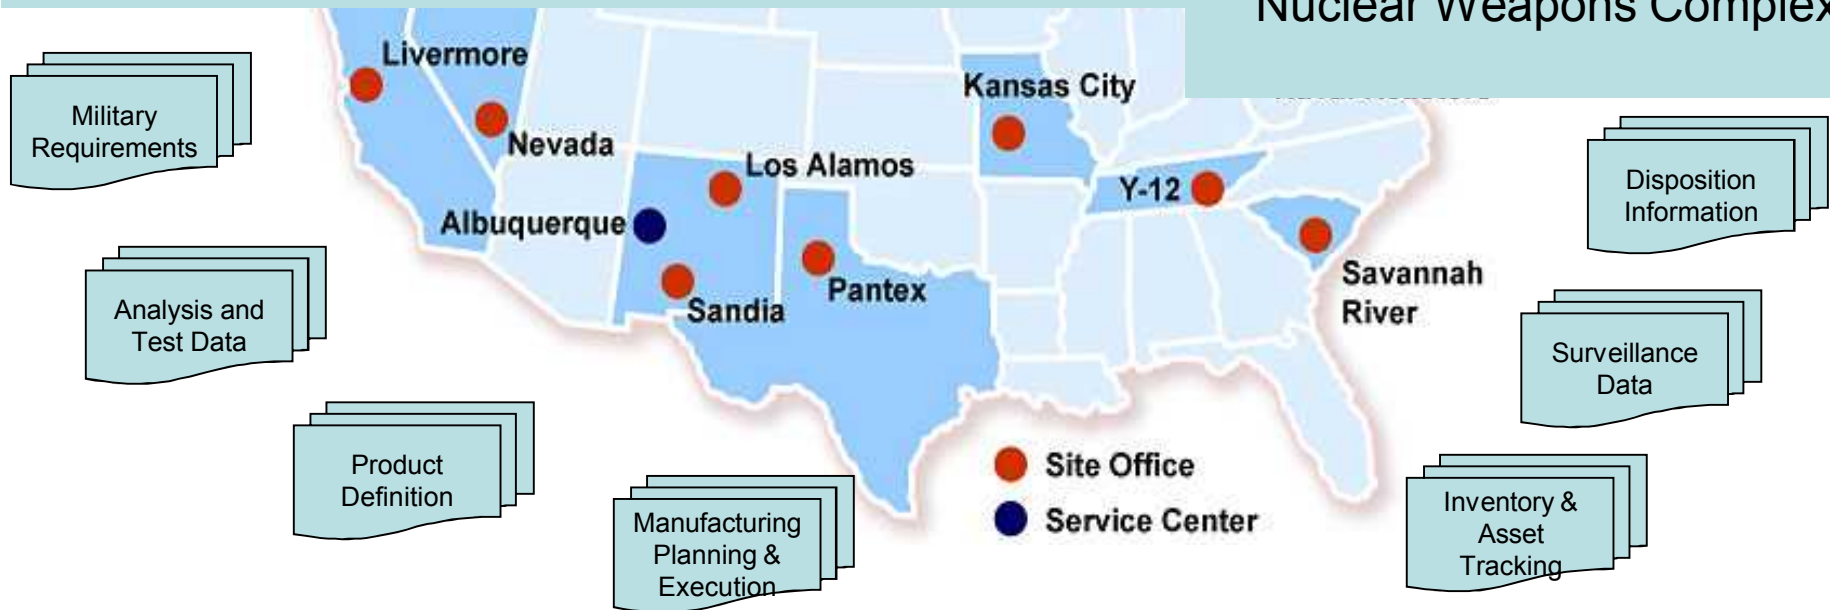 Nuclear Weapons Complex
Livermore
Military
Requirements
Kansas City
Nevada
Los Alamos
Y-12
Disposition
Information
Albuquerque
Savannah
River
Pantex
Sandia
Analysis and
Test Data
Surveillance
Data
Product
Definition
Site Office
Service Center
Manufacturing
Planning &
Execution
Inventory &
Asset
Tracking